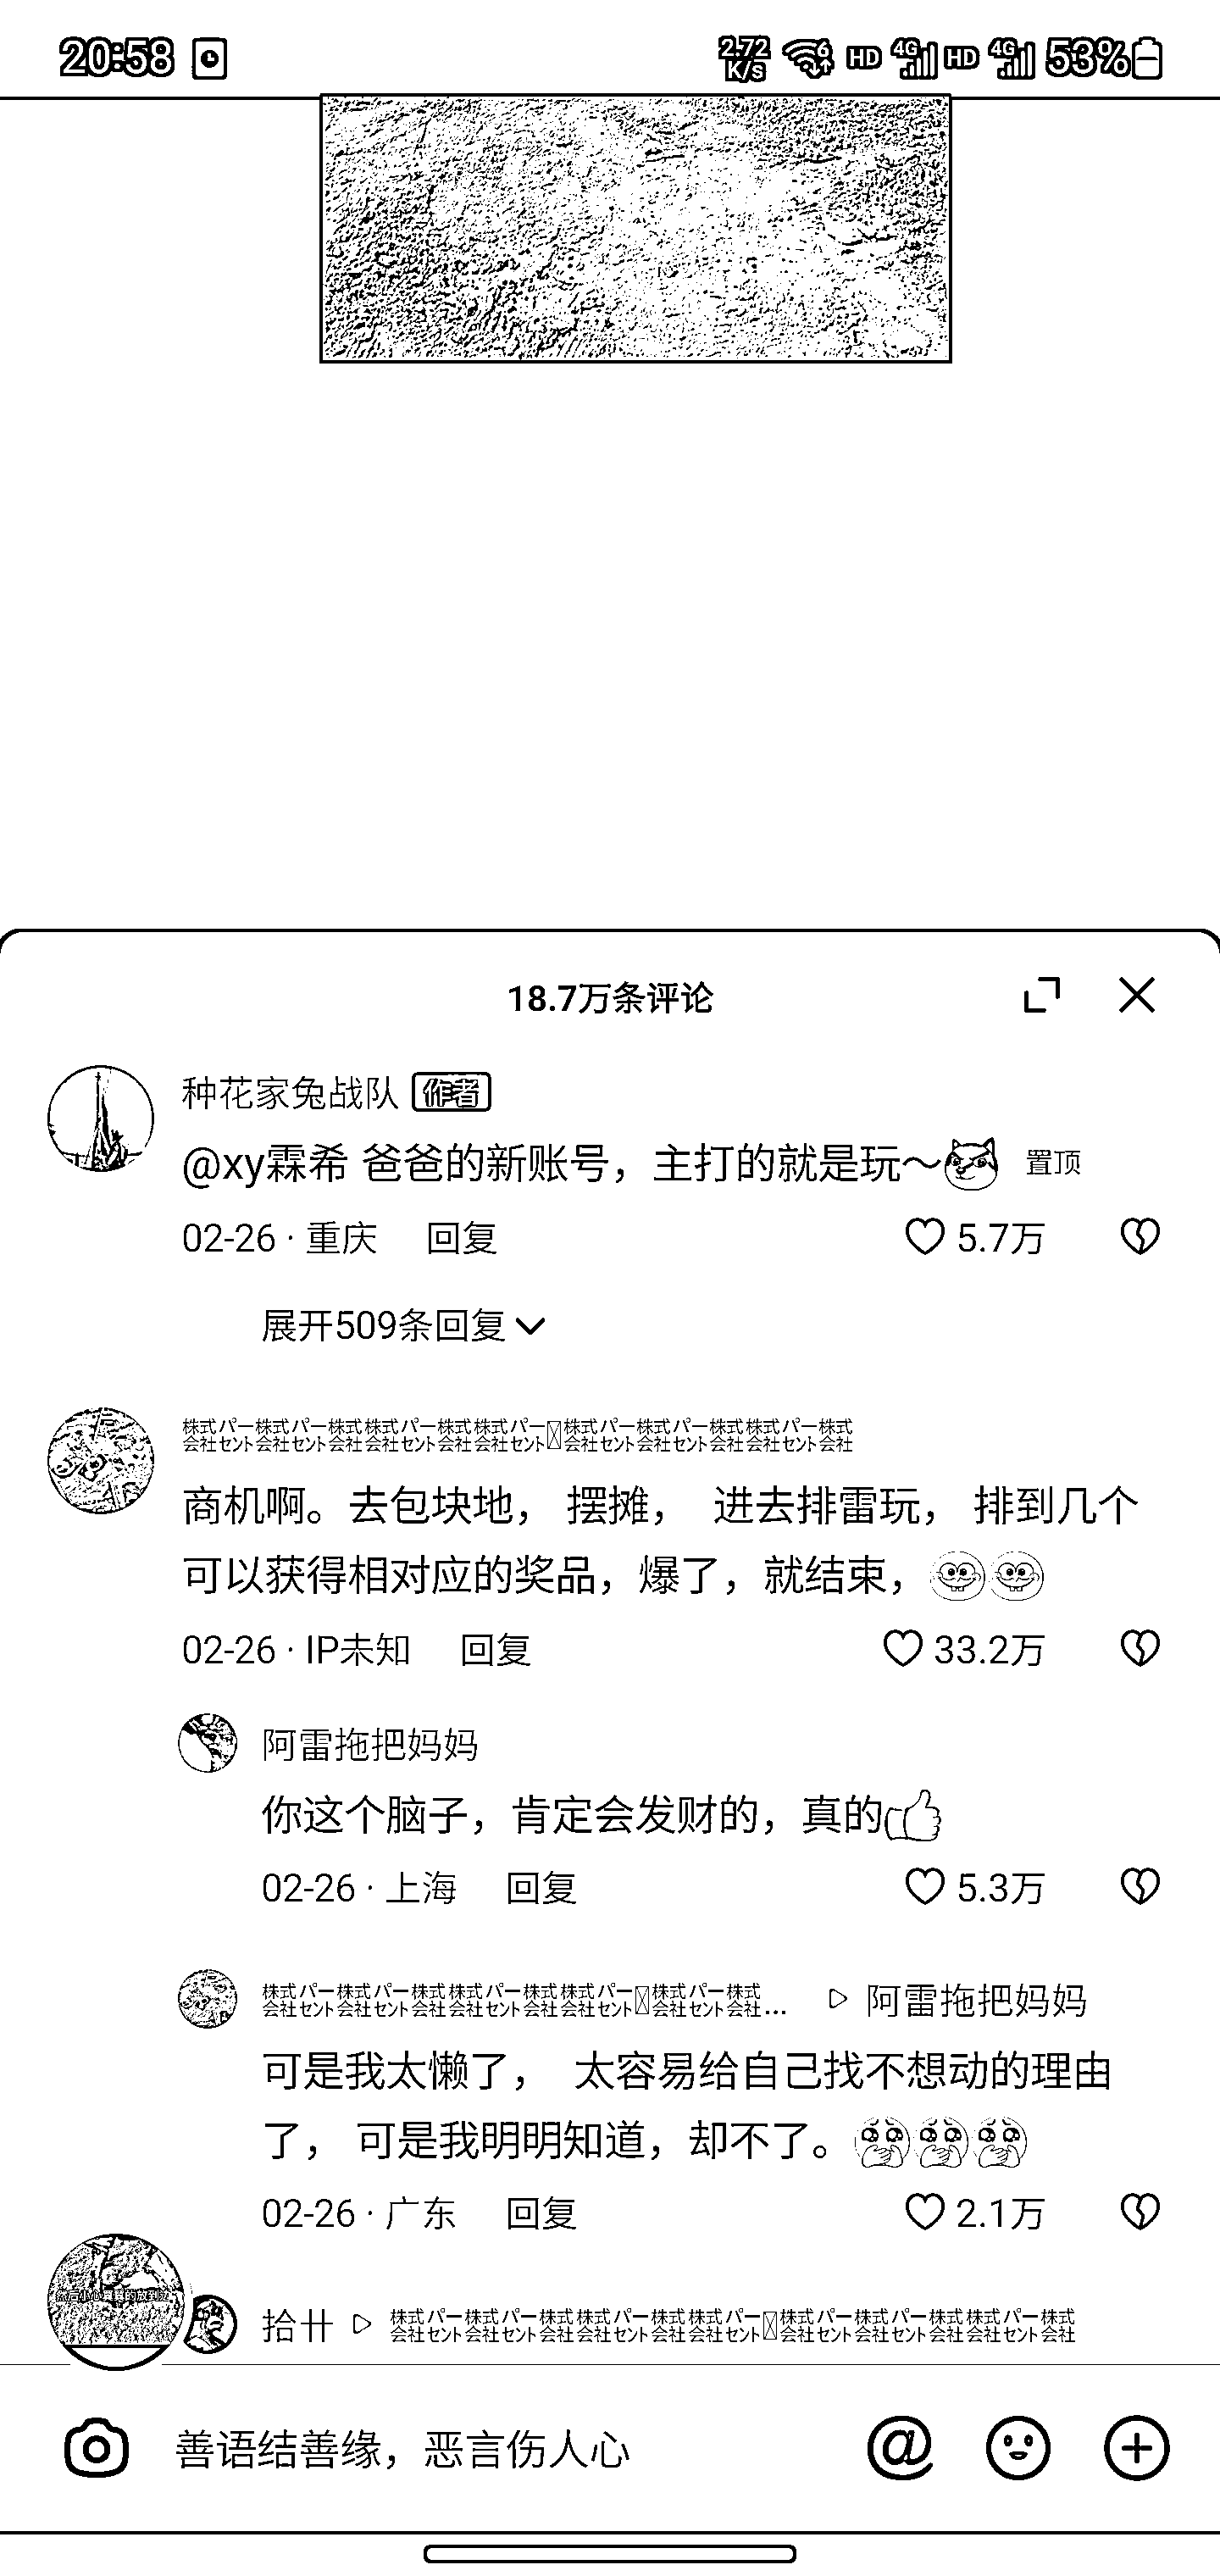 20:58 2.72 K/s 6 HD 4G HD 4G 53%
18.7万条评论
种花家兔战队 作者
@xy霖希 爸爸的新账号，主打的就是玩～ 置顶
02-26 · 重庆 回复 5.7万
展开509条回复
㍿㌫㍿㌫㍿㍿㌫㍿㍿㌫㍿㌫㍿㌫㍿㍿㌫㍿
商机啊。去包块地， 摆摊， 进去排雷玩， 排到几个
可以获得相对应的奖品，爆了，就结束，
02-26 · IP未知 回复 33.2万
阿雷拖把妈妈
你这个脑子，肯定会发财的，真的👍
02-26 · 上海 回复 5.3万
㍿㌫㍿㌫㍿㍿㌫㍿㍿㌫㍿㌫㍿... ▷ 阿雷拖把妈妈
可是我太懒了， 太容易给自己找不想动的理由
了， 可是我明明知道，却不了。
02-26 · 广东 回复 2.1万
拾卄 ▷ ㍿㌫㍿㌫㍿㍿㌫㍿㍿㌫㍿㌫㍿㌫㍿㍿㌫㍿
善语结善缘，恶言伤人心